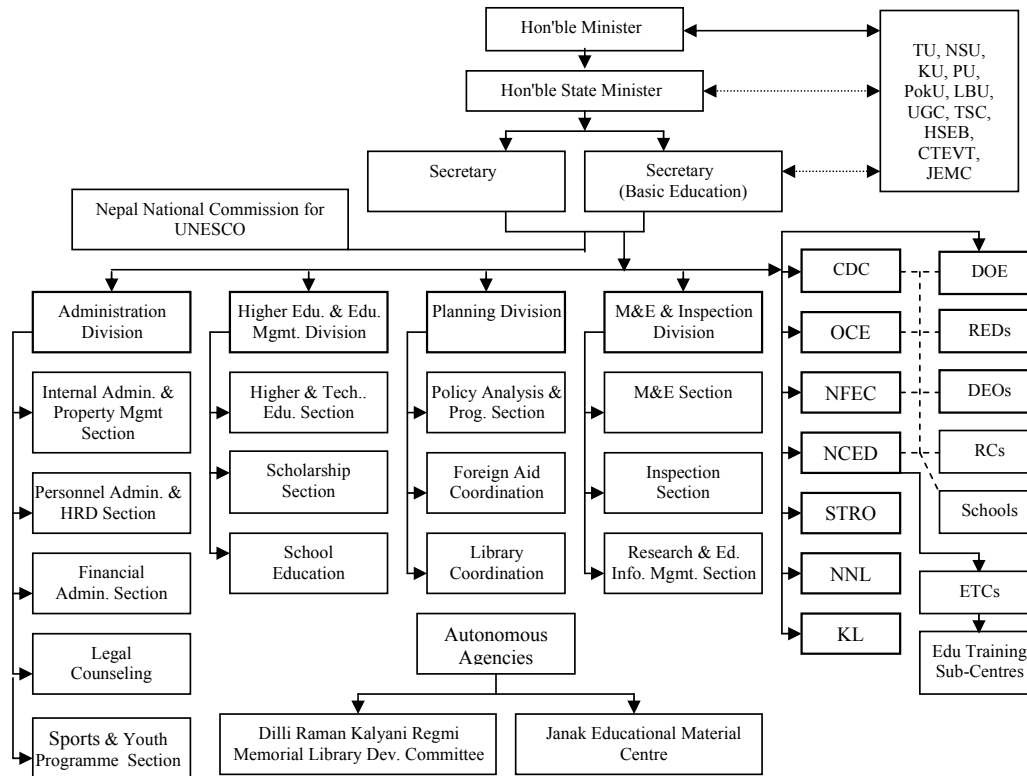 Hon'ble Minister
TU, NSU,
KU, PU,
PokU, LBU,
UGC, TSC,
HSEB,
CTEVT,
JEMC
Hon'ble State Minister
Secretary
Secretary
(Basic Education)
Nepal National Commission for
UNESCO
Administration
Division
Internal Admin. &
Property Mgmt
Section
Personnel Admin. &
HRD Section
Financial
Admin. Section
Legal
Counseling
Sports & Youth
Programme Section
Higher Edu. & Edu.
Mgmt. Division
Higher & Tech..
Edu. Section
Scholarship
Section
School
Education
Planning Division
Policy Analysis &
Prog. Section
Foreign Aid
Coordination
Library
Coordination
M&E & Inspection
Division
M&E Section
Inspection
Section
Research & Ed.
Info. Mgmt. Section
CDC
OCE
NFEC
NCED
STRO
NNL
KL
DOE
REDs
DEOs
RCs
Schools
ETCs
Edu Training
Sub-Centres
Autonomous
Agencies
Dilli Raman Kalyani Regmi
Memorial Library Dev. Committee
Janak Educational Material
Centre